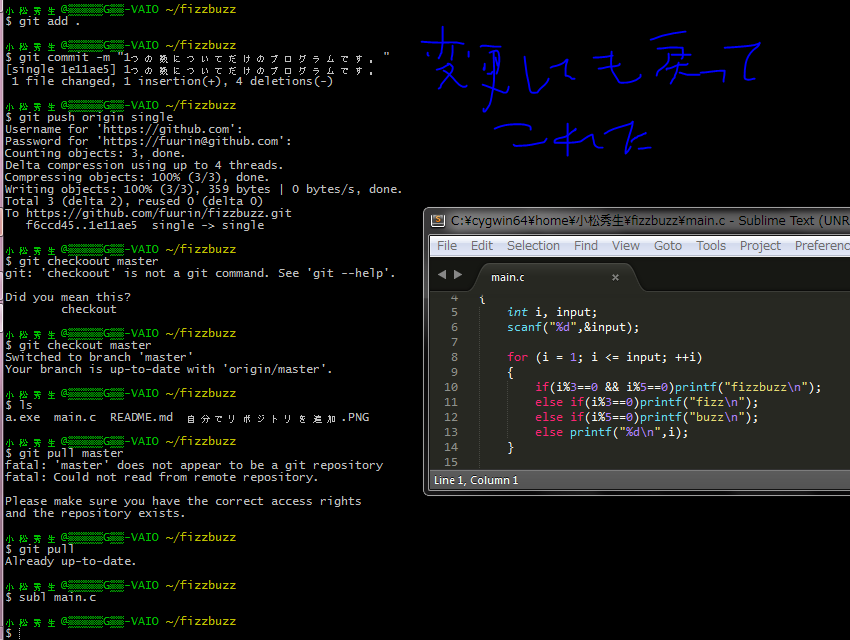 小松秀生@▒▒▒▒▒G▒▒-VAIO ~/fizzbuzz
$ git add .
小松秀生@▒▒▒▒▒G▒▒-VAIO ~/fizzbuzz
$ git commit -m "1つの数についてだけのプログラムです。"
[single 1e11ae5] 1つの数についてだけのプログラムです。
1 file changed, 1 insertion(+), 4 deletions(-)
小松秀生@▒▒▒▒▒G▒▒-VAIO ~/fizzbuzz
$ git push origin single
Username for 'https://github.com':
Password for 'https://fuurin@github.com':
Counting objects: 3, done.
Delta compression using up to 4 threads.
Compressing objects: 100% (3/3), done.
Writing objects: 100% (3/3), 359 bytes | 0 bytes/s, done.
Total 3 (delta 2), reused 0 (delta 0)
To https://github.com/fuurin/fizzbuzz.git
f6ccd45..1e11ae5  single -> single
小松秀生@▒▒▒▒▒G▒▒-VAIO ~/fizzbuzz
$ git checkoout master
git: 'checkoout' is not a git command. See 'git --help'.
Did you mean this?
checkout
小松秀生@▒▒▒▒▒G▒▒-VAIO ~/fizzbuzz
$ git checkout master
Switched to branch 'master'
Your branch is up-to-date with 'origin/master'.
小松秀生@▒▒▒▒▒G▒▒-VAIO ~/fizzbuzz
$ ls
a.exe  main.c  README.md  自分でリポジトリを追加.PNG
小松秀生@▒▒▒▒▒G▒▒-VAIO ~/fizzbuzz
$ git pull master
fatal: 'master' does not appear to be a git repository
fatal: Could not read from remote repository.
Please make sure you have the correct access rights
and the repository exists.
小松秀生@▒▒▒▒▒G▒▒-VAIO ~/fizzbuzz
$ git pull
Already up-to-date.
小松秀生@▒▒▒▒▒G▒▒-VAIO ~/fizzbuzz
$ subl main.c
小松秀生@▒▒▒▒▒G▒▒-VAIO ~/fizzbuzz
$
変更しても戻って
これた
C:¥cygwin64¥home¥小松秀生¥fizzbuzz¥main.c - Sublime Text (UNR
File Edit Selection Find View Goto Tools Project Preferenc
main.c
4 {
5 int i, input;
6 scanf("%d",&input);
7
8 for (i = 1; i <= input; ++i)
9 {
10 if(i%3==0 && i%5==0)printf("fizzbuzz\n");
11 else if(i%3==0)printf("fizz\n");
12 else if(i%5==0)printf("buzz\n");
13 else printf("%d\n",i);
14 }
15
Line 1, Column 1